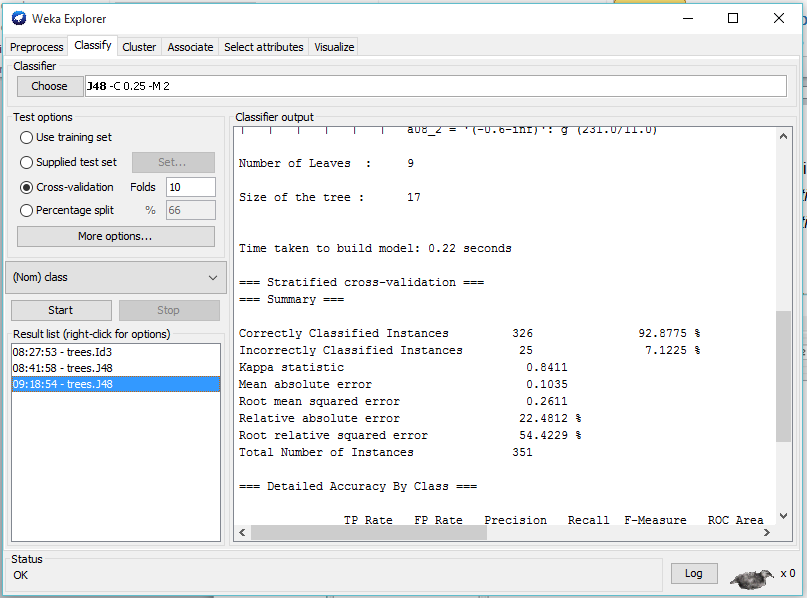 Weka Explorer
Preprocess Classify Cluster Associate Select attributes Visualize
Classifier
Choose J48 -C 0.25 -M 2
Test options
Use training set
Supplied test set Set...
Cross-validation Folds 10
Percentage split % 66
More options...
(Nom) class
Start Stop
Result list (right-click for options)
08:27:53 - trees.Id3
08:41:58 - trees.J48
09:18:54 - trees.J48
Classifier output
| | | | | | a08_2 = '(-0.6-inf)': g (231.0/11.0)
Number of Leaves : 9
Size of the tree : 17
Time taken to build model: 0.22 seconds
=== Stratified cross-validation ===
=== Summary ===
Correctly Classified Instances 326 92.8775 %
Incorrectly Classified Instances 25 7.1225 %
Kappa statistic 0.8411
Mean absolute error 0.1035
Root mean squared error 0.2611
Relative absolute error 22.4812 %
Root relative squared error 54.4229 %
Total Number of Instances 351
=== Detailed Accuracy By Class ===
TP Rate FP Rate Precision Recall F-Measure ROC Area
Status
OK
Log x 0